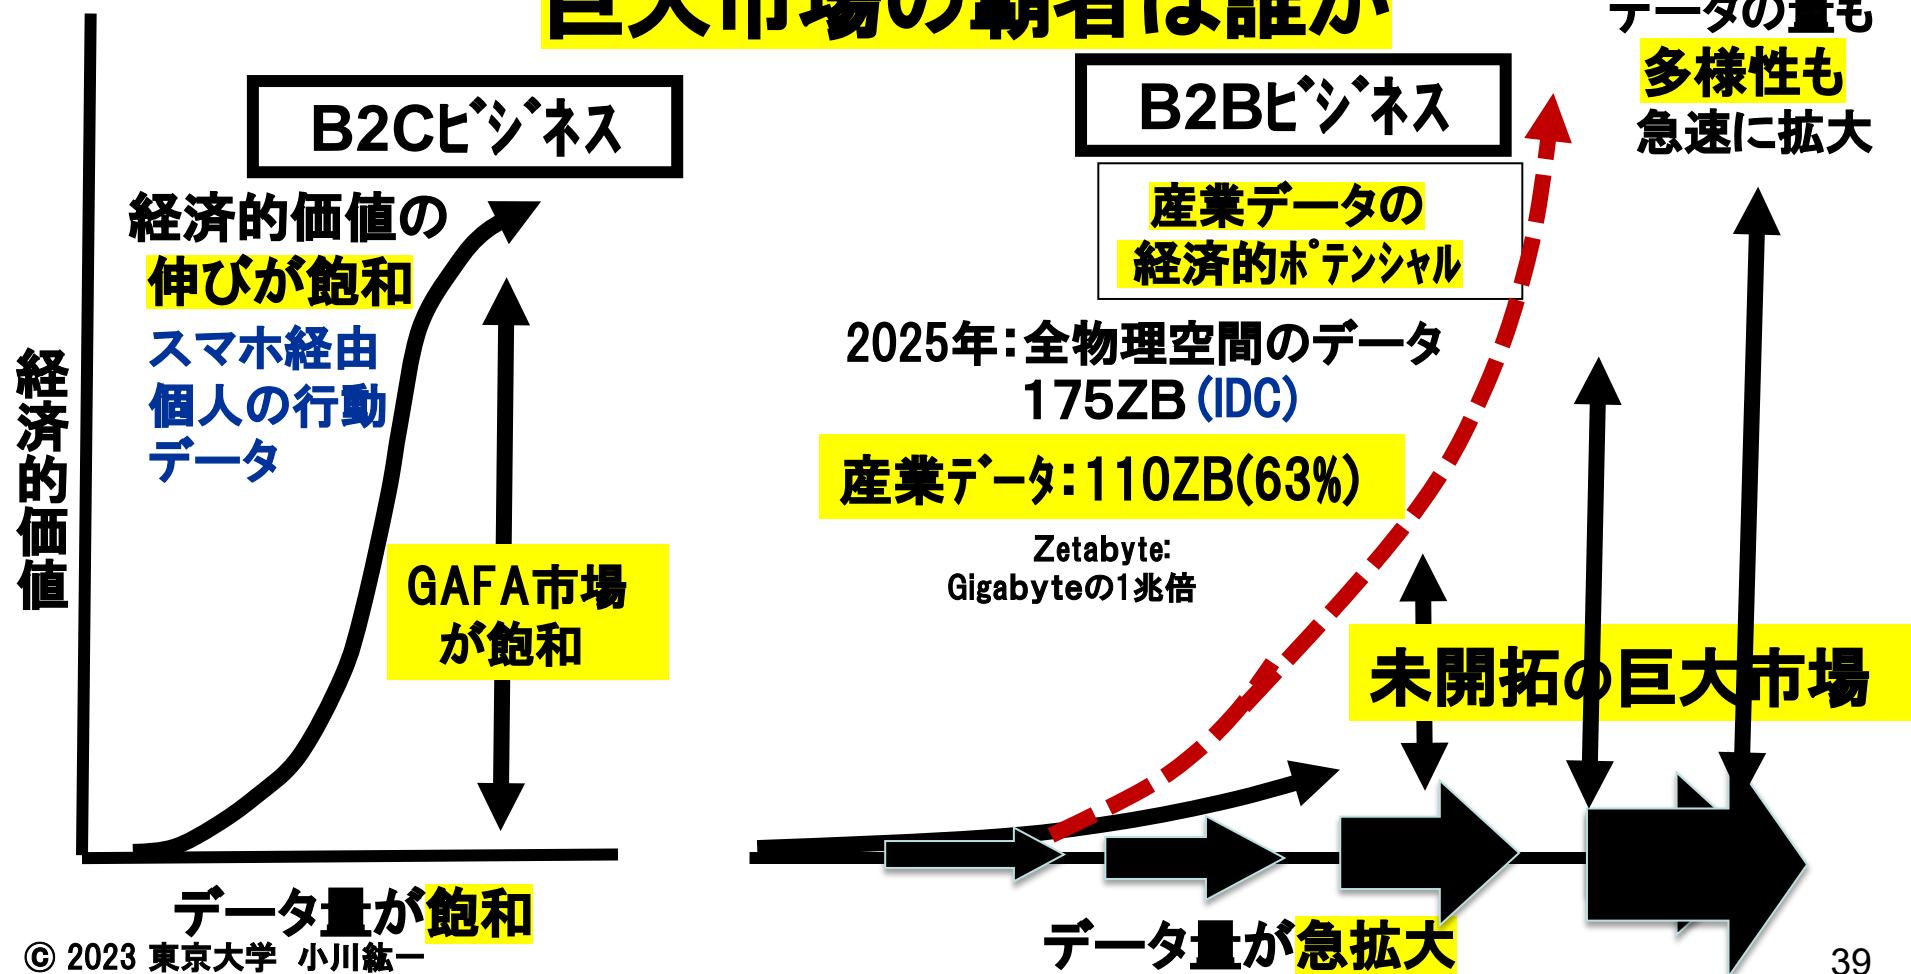 巨大市場の覇者は誰か
データの量も
多様性も
急速に拡大
B2Cﾋﾞｼﾞﾈｽ
経済的価値の
伸びが飽和
スマホ経由
個人の行動
データ
経済的価値
GAFA市場
が飽和
データ量が飽和
B2Bﾋﾞｼﾞﾈｽ
産業データの
経済的ﾎﾟﾃﾝｼｬﾙ
2025年：全物理空間のデータ
175ZB (IDC)
産業ﾃﾞｰﾀ：110ZB(63%)
Zetabyte:
Gigabyteの1兆倍
未開拓の巨大市場
データ量が急拡大
© 2023 東京大学 小川紘一
39